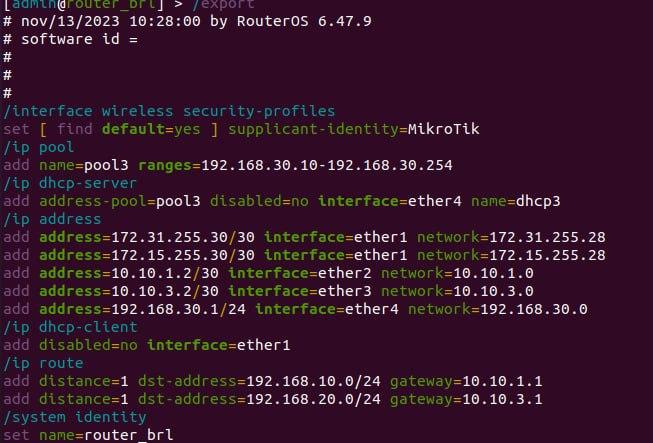 [admin@router_brl] > /export
# nov/13/2023 10:28:00 by RouterOS 6.47.9
# software id =
#
#
#
/interface wireless security-profiles
set [ find default=yes ] supplicant-identity=MikroTik
/ip pool
add name=pool3 ranges=192.168.30.10-192.168.30.254
/ip dhcp-server
add address-pool=pool3 disabled=no interface=ether4 name=dhcp3
/ip address
add address=172.31.255.30/30 interface=ether1 network=172.31.255.28
add address=172.15.255.30/30 interface=ether1 network=172.15.255.28
add address=10.10.1.2/30 interface=ether2 network=10.10.1.0
add address=10.10.3.2/30 interface=ether3 network=10.10.3.0
add address=192.168.30.1/24 interface=ether4 network=192.168.30.0
/ip dhcp-client
add disabled=no interface=ether1
/ip route
add distance=1 dst-address=192.168.10.0/24 gateway=10.10.1.1
add distance=1 dst-address=192.168.20.0/24 gateway=10.10.3.1
/system identity
set name=router_brl